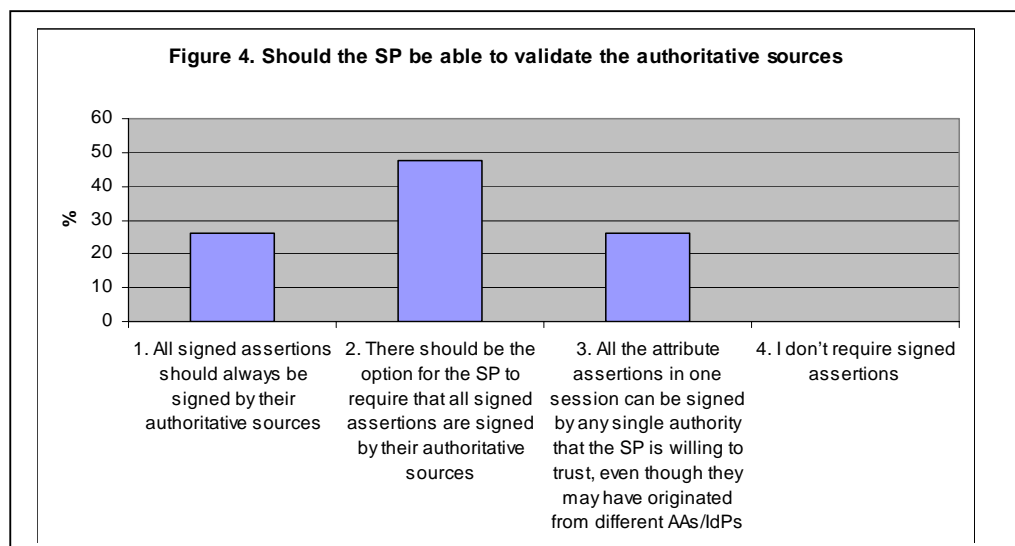 Figure 4. Should the SP be able to validate the authoritative sources
60
50
40
30
20
10
0
%
1. All signed assertions
should always be
signed by their
authoritative sources
2. There should be the
option for the SP to
require that all signed
assertions are signed
by their authoritative
sources
3. All the attribute
assertions in one
session can be signed
by any single authority
that the SP is willing to
trust, even though they
may have originated
from different AAs/IdPs
4. I don't require signed
assertions